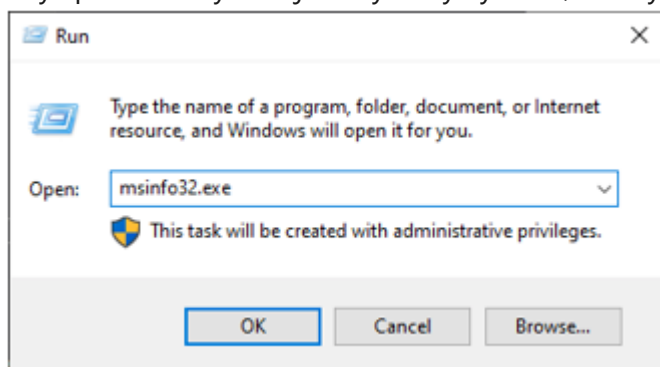 Run
Type the name of a program, folder, document, or Internet
resource, and Windows will open it for you.
Open: msinfo32.exe
This task will be created with administrative privileges.
OK Cancel Browse...